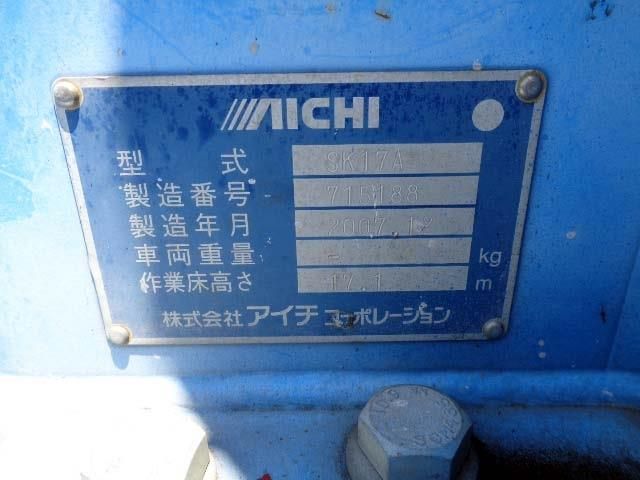 AICHI
型式 SK17A
製造番号 715188
製造年月 2007.12
車両重量 - kg
作業床高さ 17.1 m
株式会社アイチコーポレーション